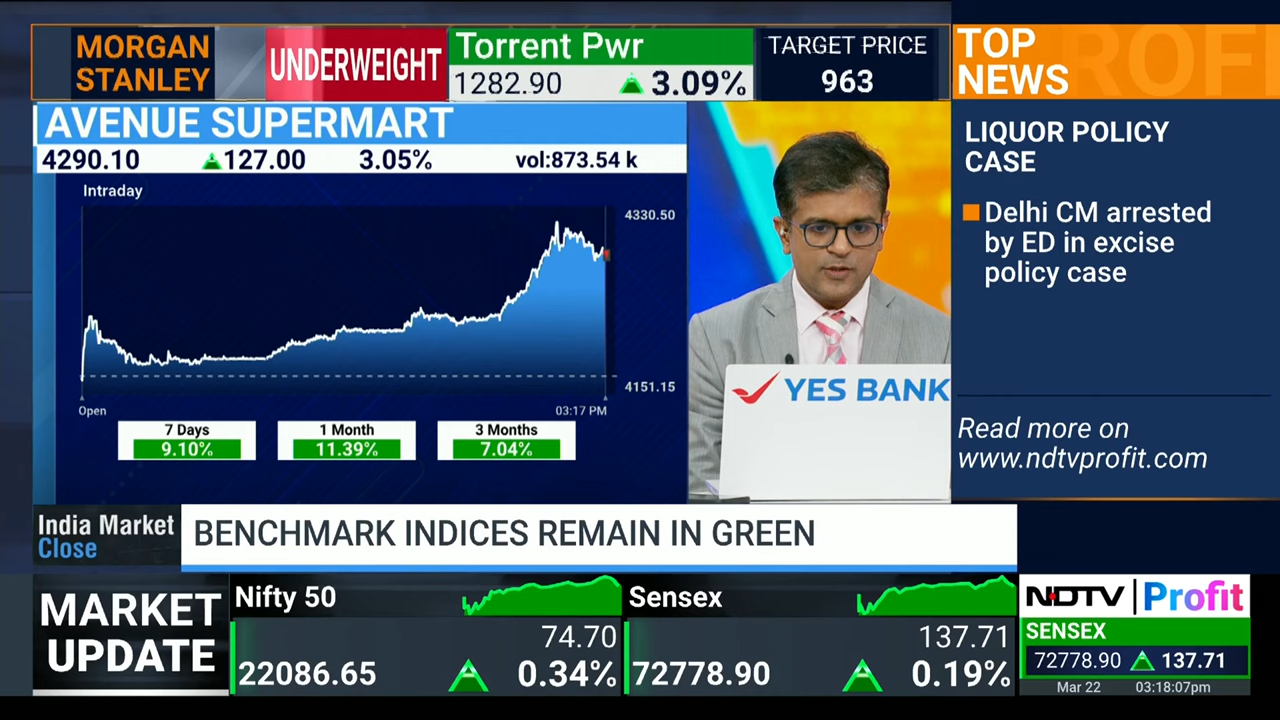 MORGAN
STANLEY
UNDERWEIGHT
Torrent Pwr
1282.90
3.09%
TARGET PRICE
963
TOP
NEWS
AVENUE SUPERMART
4290.10
127.00
3.05%
vol:873.54 k
Intraday
4330.50
4151.15
Open
03:17 PM
7 Days
9.10%
1 Month
11.39%
3 Months
7.04%
YES BANK
LIQUOR POLICY
CASE
Delhi CM arrested
by ED in excise
policy case
Read more on
www.ndtvprofit.com
India Market
Close
BENCHMARK INDICES REMAIN IN GREEN
MARKET
UPDATE
Nifty 50
74.70
22086.65
0.34%
Sensex
137.71
72778.90
0.19%
NDTV Profit
SENSEX
72778.90
137.71
Mar 22
03:18:07pm